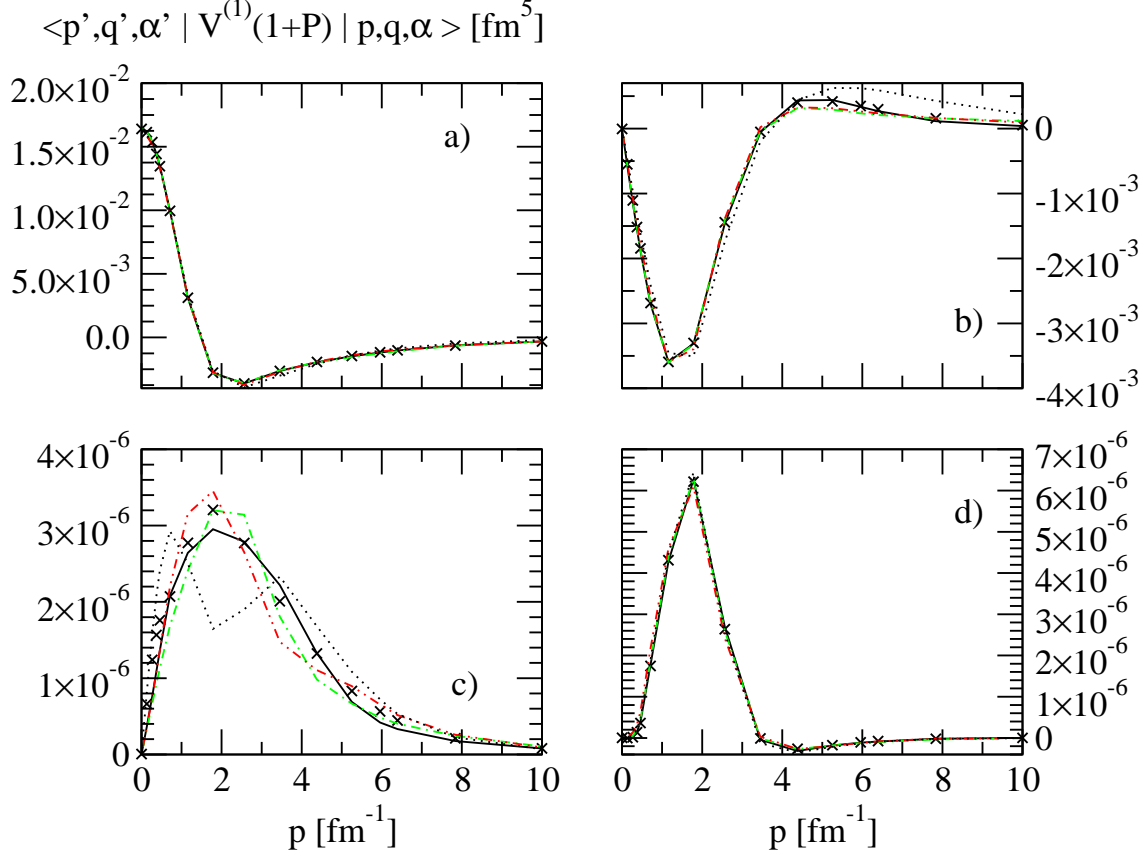 <p’,q’,α’ | V⁽¹⁾(1+P) | p,q,α > [fm⁵]
2.0×10⁻²
1.5×10⁻²
1.0×10⁻²
5.0×10⁻³
0.0
a)
0
-1×10⁻³
-2×10⁻³
-3×10⁻³
-4×10⁻³
b)
4×10⁻⁶
3×10⁻⁶
2×10⁻⁶
1×10⁻⁶
0
c)
0 2 4 6 8 10
p [fm⁻¹]
7×10⁻⁶
6×10⁻⁶
5×10⁻⁶
4×10⁻⁶
3×10⁻⁶
2×10⁻⁶
1×10⁻⁶
0
d)
0 2 4 6 8 10
p [fm⁻¹]